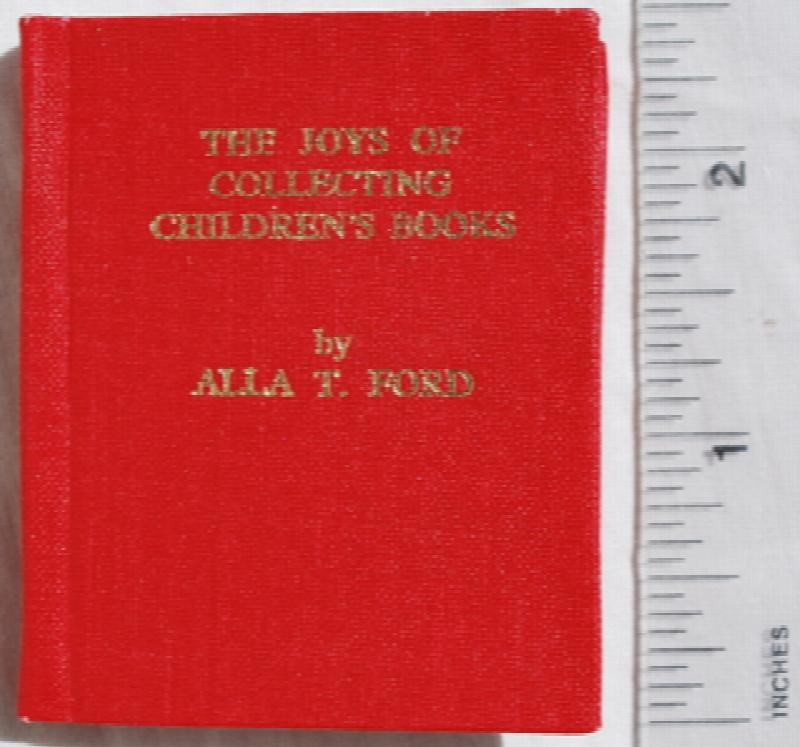 THE JOYS OF
COLLECTING
CHILDREN'S BOOKS
by
ALLA T. FORD
2
1
INCHES